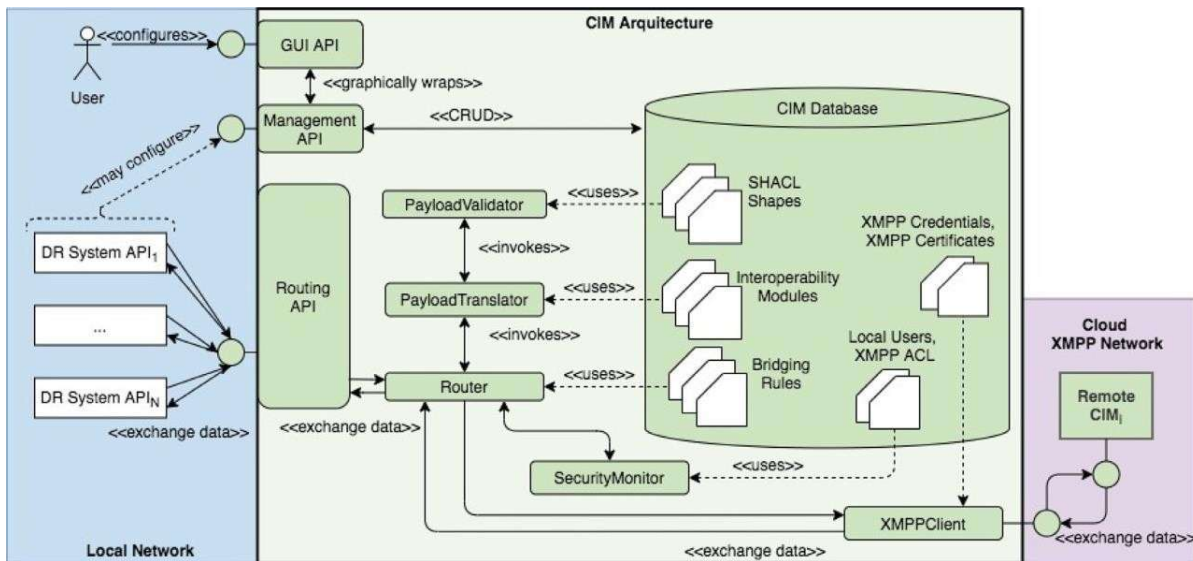 CIM Arquitecture
<<configures>>
GUI API
User
<<graphically wraps>>
Management
API
<<CRUD>>
CIM Database
<<may configure>>
PayloadValidator
<<uses>>
SHACL
Shapes
XMPP Credentials,
XMPP Certificates
DR System API1
<<invokes>>
Routing
API
PayloadTranslator
<<uses>>
Interoperability
Modules
...
<<invokes>>
Local Users,
XMPP ACL
Cloud
XMPP Network
DR System APIN
Router
<<uses>>
Bridging
Rules
Remote
CIMi
<<exchange data>>
<<exchange data>>
SecurityMonitor
<<uses>>
XMPPClient
<<exchange data>>
<<exchange data>>
Local Network